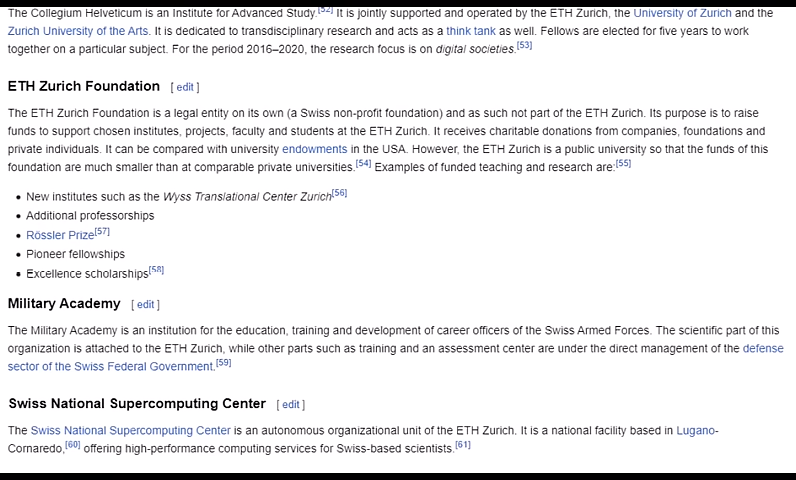 The Collegium Helveticum is an Institute for Advanced Study.[52] It is jointly supported and operated by the ETH Zurich, the University of Zurich and the
Zurich University of the Arts. It is dedicated to transdisciplinary research and acts as a think tank as well. Fellows are elected for five years to work
together on a particular subject. For the period 2016–2020, the research focus is on digital societies.[53]
ETH Zurich Foundation [ edit ]
The ETH Zurich Foundation is a legal entity on its own (a Swiss non-profit foundation) and as such not part of the ETH Zurich. Its purpose is to raise
funds to support chosen institutes, projects, faculty and students at the ETH Zurich. It receives charitable donations from companies, foundations and
private individuals. It can be compared with university endowments in the USA. However, the ETH Zurich is a public university so that the funds of this
foundation are much smaller than at comparable private universities.[54] Examples of funded teaching and research are:[55]
• New institutes such as the Wyss Translational Center Zurich[56]
• Additional professorships
• Rössler Prize[57]
• Pioneer fellowships
• Excellence scholarships[58]
Military Academy [ edit ]
The Military Academy is an institution for the education, training and development of career officers of the Swiss Armed Forces. The scientific part of this
organization is attached to the ETH Zurich, while other parts such as training and an assessment center are under the direct management of the defense
sector of the Swiss Federal Government.[59]
Swiss National Supercomputing Center [ edit ]
The Swiss National Supercomputing Center is an autonomous organizational unit of the ETH Zurich. It is a national facility based in Lugano-
Cornaredo,[60] offering high-performance computing services for Swiss-based scientists.[61]